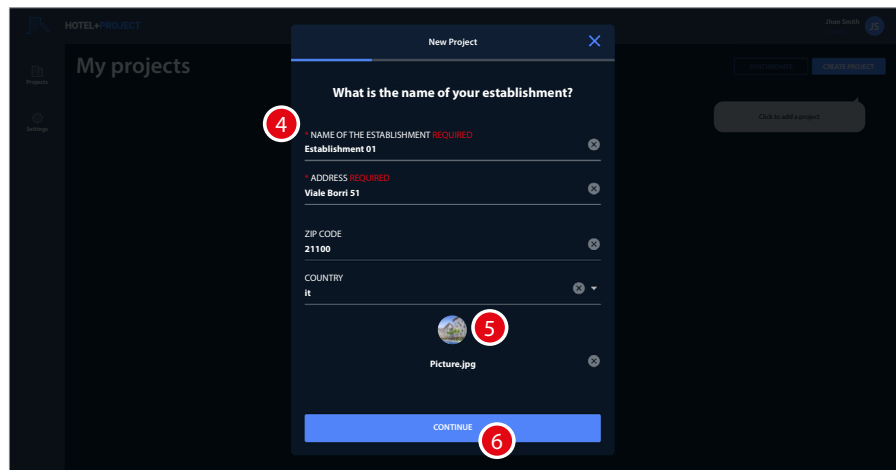 HOTEL+PROJECT
Jhan Smith
JS
New Project
My projects
Projects
SYNCHRONIZE
CREATE PROJECT
What is the name of your establishment?
Click to add a project
Settings
4
* NAME OF THE ESTABLISHMENT REQUIRED
Establishment 01
* ADDRESS REQUIRED
Viale Borri 51
ZIP CODE
21100
COUNTRY
it
5
Picture.jpg
CONTINUE
6